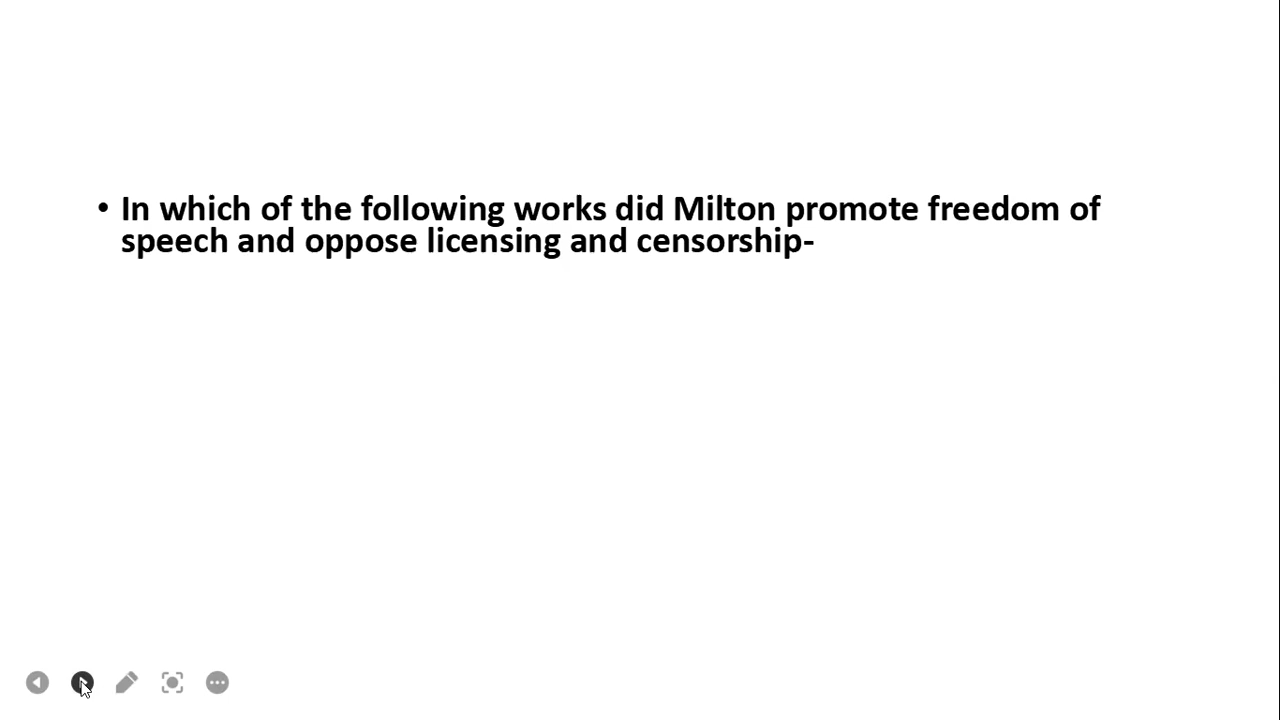 • In which of the following works did Milton promote freedom of
speech and oppose licensing and censorship-